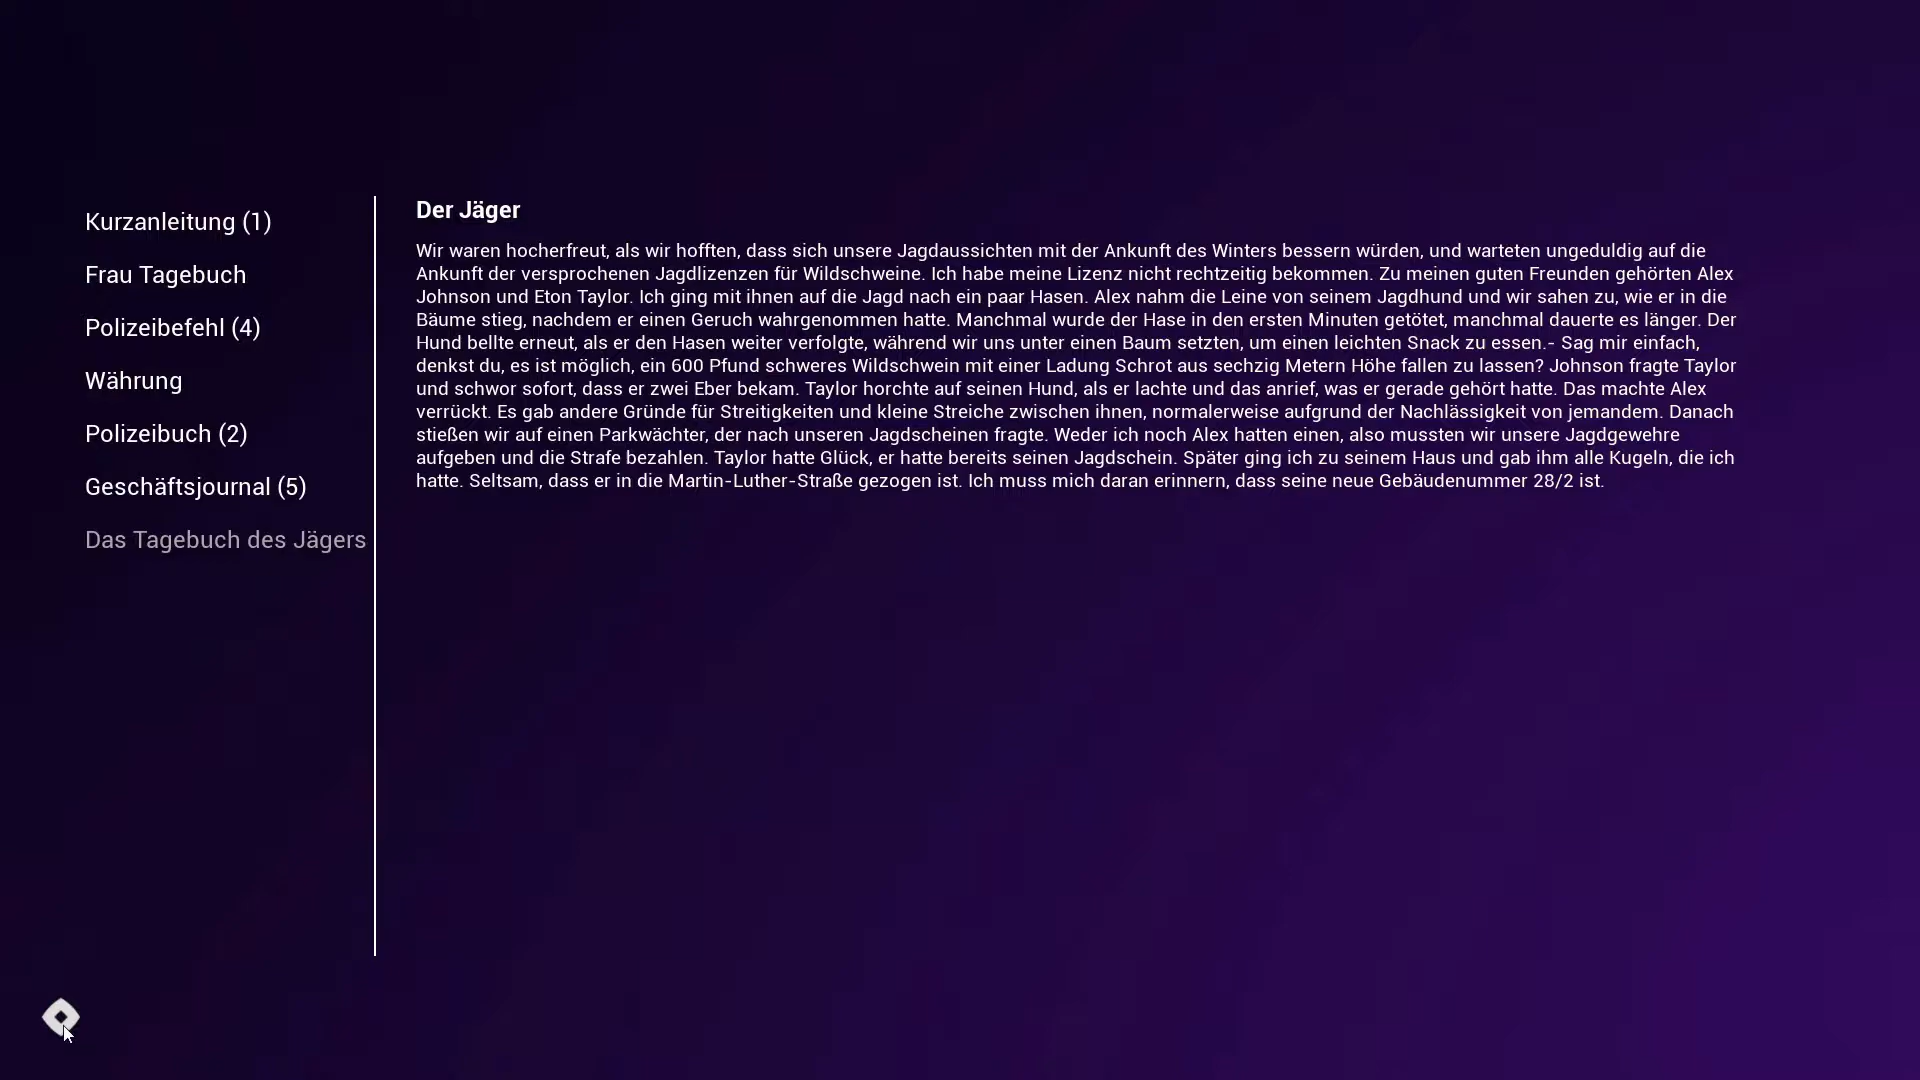 Kurzanleitung (1)
Frau Tagebuch
Polizeibefehl (4)
Währung
Polizeibuch (2)
Geschäftsjournal (5)
Das Tagebuch des Jägers
Der Jäger
Wir waren hocherfreut, als wir hofften, dass sich unsere Jagdaussichten mit der Ankunft des Winters bessern würden, und warteten ungeduldig auf die
Ankunft der versprochenen Jagdlizenzen für Wildschweine. Ich habe meine Lizenz nicht rechtzeitig bekommen. Zu meinen guten Freunden gehörten Alex
Johnson und Eton Taylor. Ich ging mit ihnen auf die Jagd nach ein paar Hasen. Alex nahm die Leine von seinem Jagdhund und wir sahen zu, wie er in die
Bäume stieg, nachdem er einen Geruch wahrgenommen hatte. Manchmal wurde der Hase in den ersten Minuten getötet, manchmal dauerte es länger. Der
Hund bellte erneut, als er den Hasen weiter verfolgte, während wir uns unter einen Baum setzten, um einen leichten Snack zu essen.- Sag mir einfach,
denkst du, es ist möglich, ein 600 Pfund schweres Wildschwein mit einer Ladung Schrot aus sechzig Metern Höhe fallen zu lassen? Johnson fragte Taylor
und schwor sofort, dass er zwei Eber bekam. Taylor horchte auf seinen Hund, als er lachte und das anrief, was er gerade gehört hatte. Das machte Alex
verrückt. Es gab andere Gründe für Streitigkeiten und kleine Streiche zwischen ihnen, normalerweise aufgrund der Nachlässigkeit von jemandem. Danach
stießen wir auf einen Parkwächter, der nach unseren Jagdscheinen fragte. Weder ich noch Alex hatten einen, also mussten wir unsere Jagdgewehre
aufgeben und die Strafe bezahlen. Taylor hatte Glück, er hatte bereits seinen Jagdschein. Später ging ich zu seinem Haus und gab ihm alle Kugeln, die ich
hatte. Seltsam, dass er in die Martin-Luther-Straße gezogen ist. Ich muss mich daran erinnern, dass seine neue Gebäudenummer 28/2 ist.